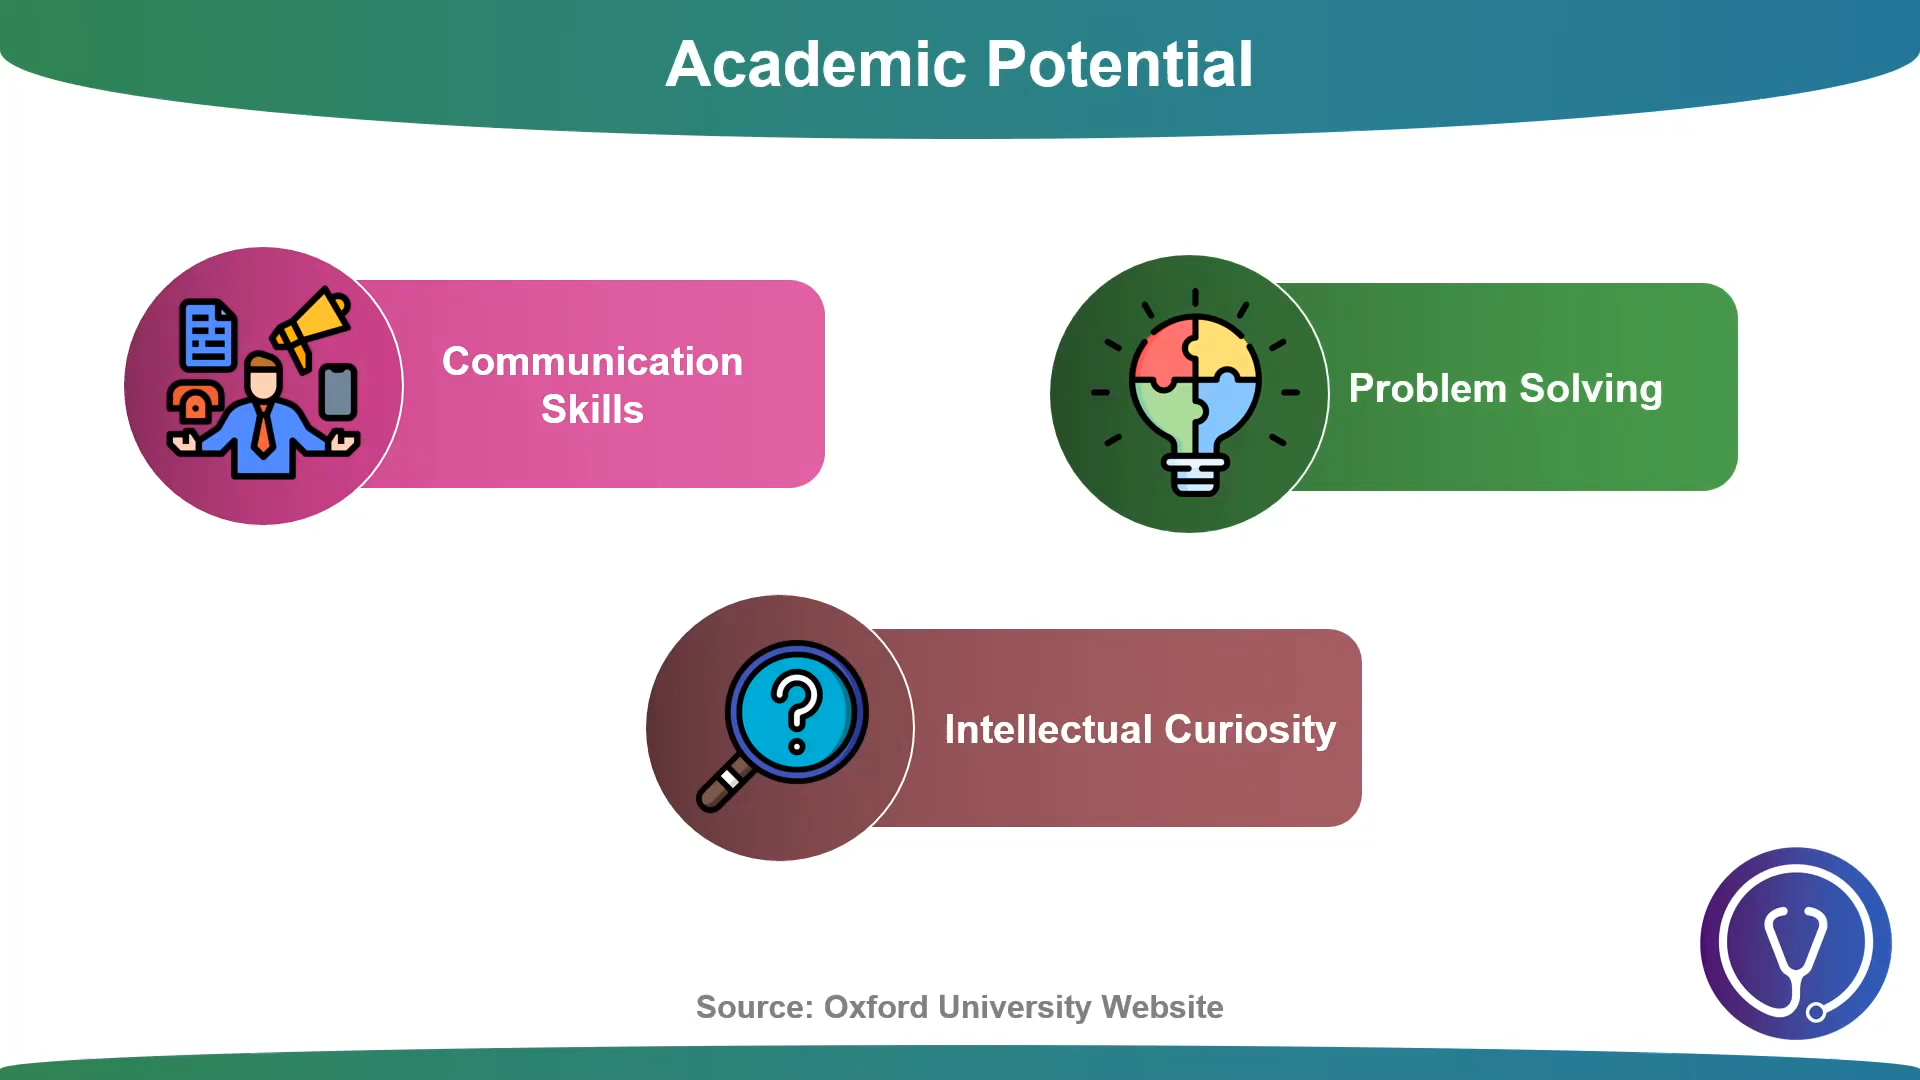 Academic Potential
Communication
Skills
Problem Solving
Intellectual Curiosity
Source: Oxford University Website